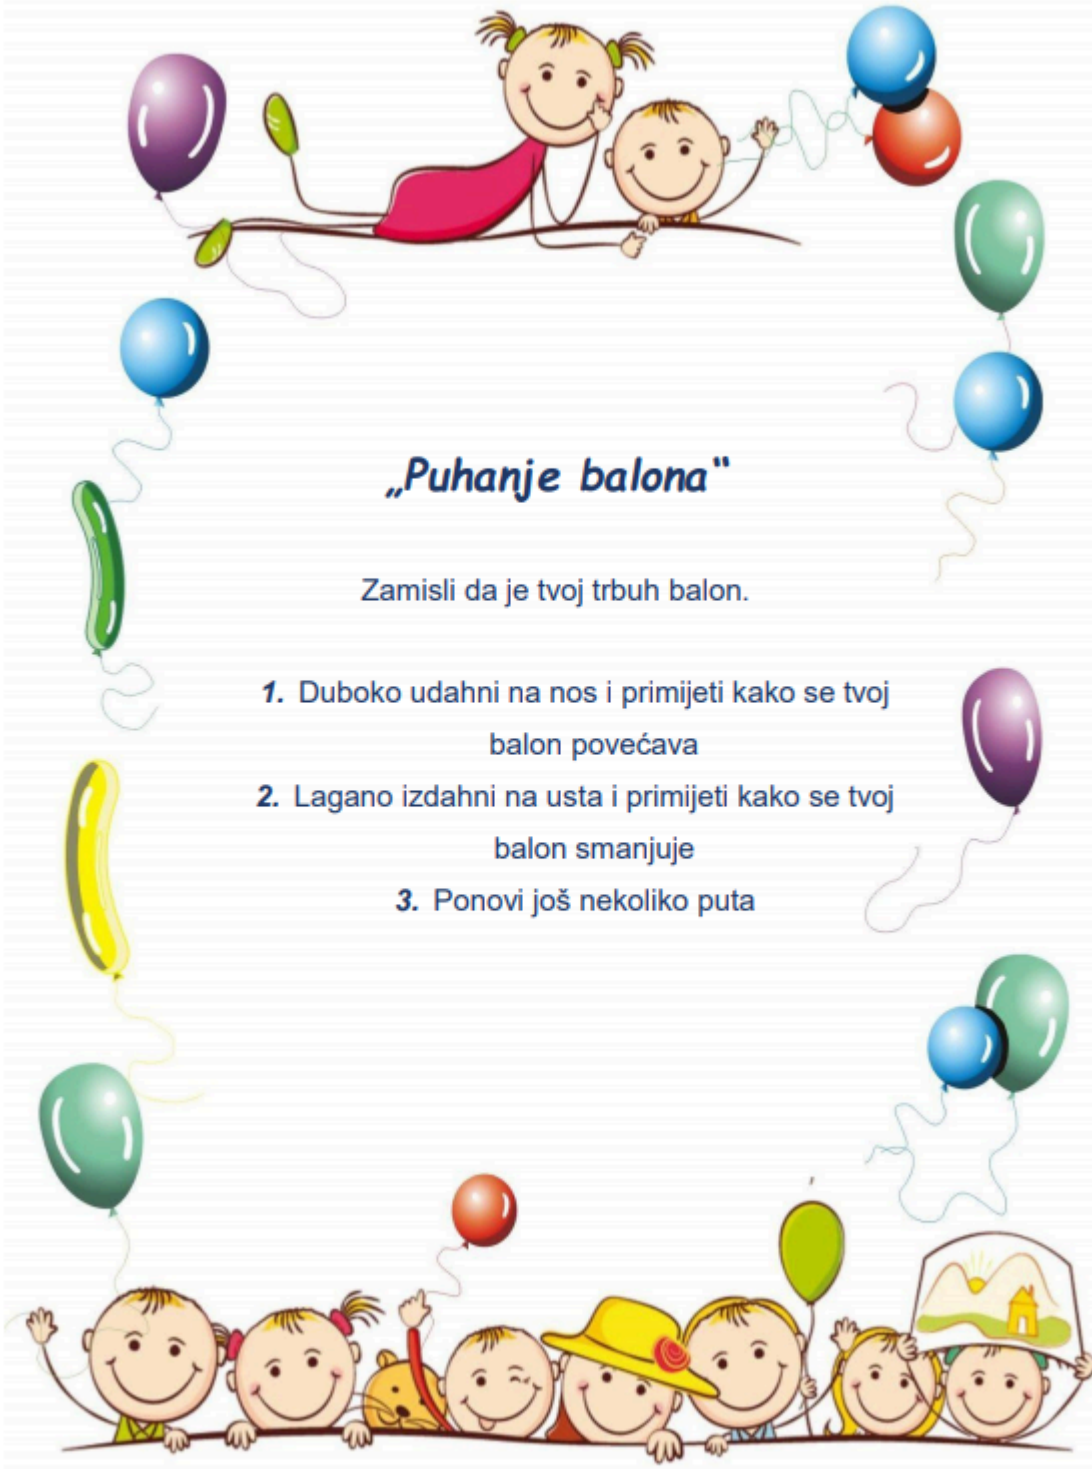 „Puhanje balona“
Zamisli da je tvoj trbuh balon.
1. Duboko udahni na nos i primijeti kako se tvoj
balon povećava
2. Lagano izdahni na usta i primijeti kako se tvoj
balon smanjuje
3. Ponovi još nekoliko puta